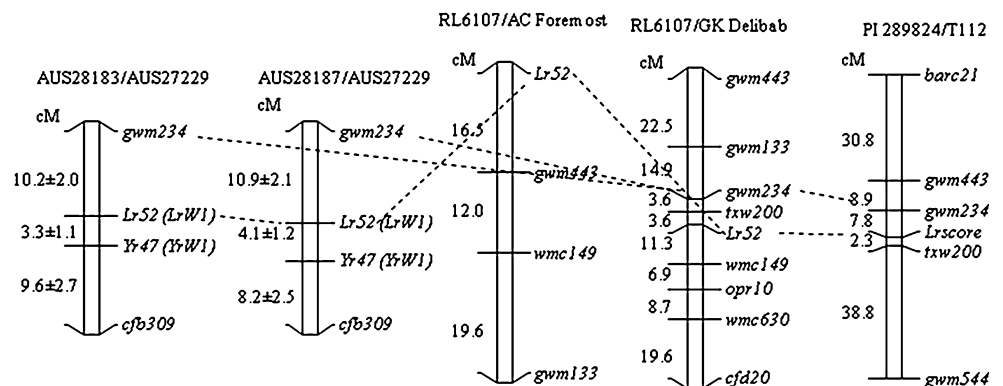 AUS28183/AUS27229
cM
gwm234
10.2±2.0
Lr52 (LrW1)
3.3±1.1
Yr47 (YrW1)
9.6±2.7
cfb309
AUS28187/AUS27229
cM
gwm234
10.9±2.1
Lr52 (LrW1)
4.1±1.2
Yr47 (YrW1)
8.2±2.5
cfb309
RL6107/AC Foremost
cM
Lr52
16.5
gwm443
12.0
wmc149
19.6
gwm133
RL6107/GK Delibab
cM
gwm443
22.5
gwm133
14.9
gwm234
3.6
txw200
3.6
Lr52
11.3
wmc149
6.9
opr10
8.7
wmc630
19.6
cfd20
PI 289824/T112
cM
barc21
30.8
gwm443
8.9
gwm234
7.8
Lrscore
2.3
txw200
38.8
gwm544